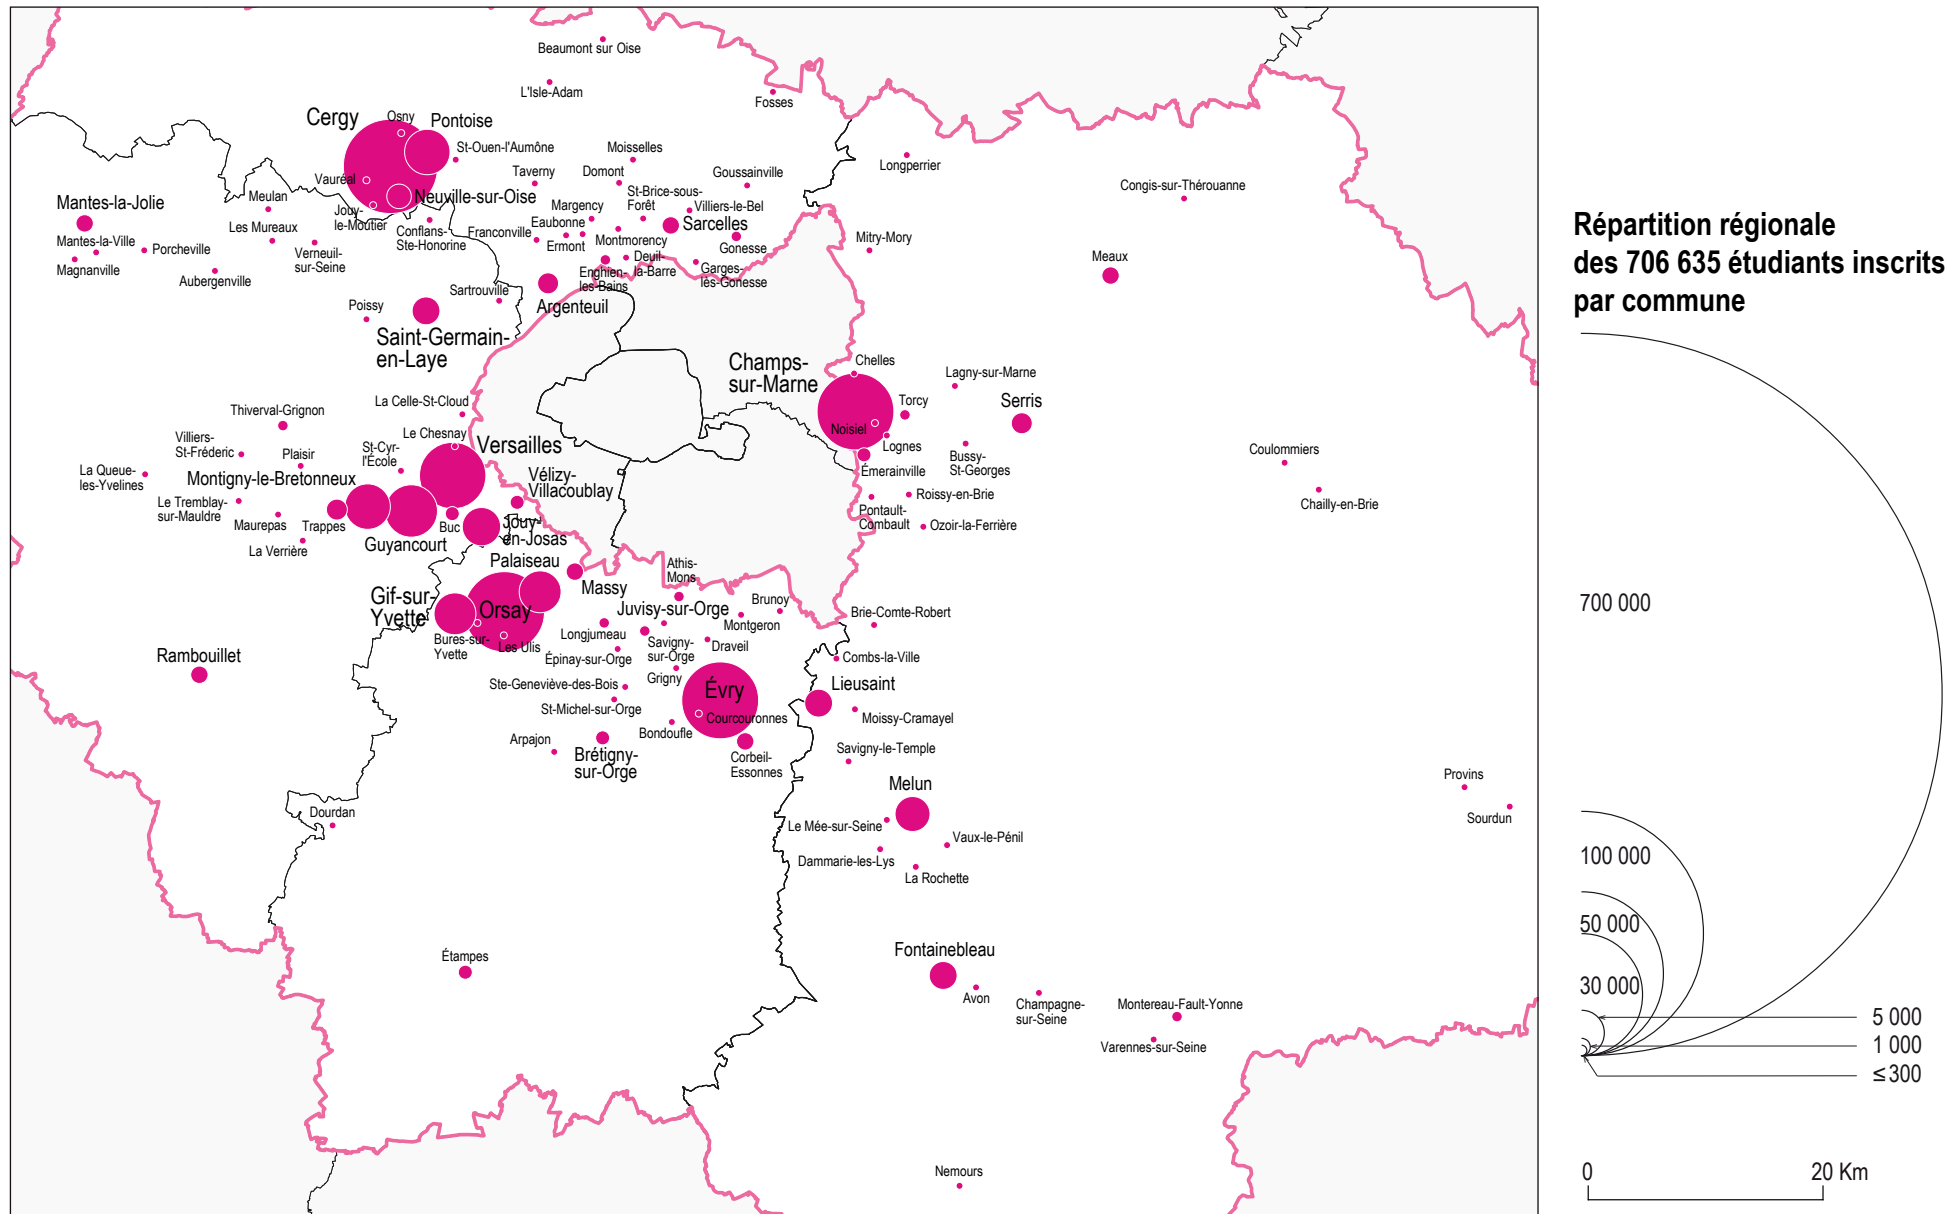 Beaumont sur Oise
L'Isle-Adam
Fosses
Cergy
Osny
Pontoise
St-Ouen-l'Aumône
Vauréal
Neuville-sur-Oise
Jouy-
le-Moutier
Conflans-
Ste-Honorine
Taverny
Moisselles
Domont
Goussainville
St-Brice-sous-
Forêt
Villiers-le-Bel
Margency
Eaubonne
Franconville
Ermont
Montmorency
Sarcelles
Gonesse
Deuil-
la-Barre
Enghien-
les-Bains
Garges-
lès-Gonesse
Argenteuil
Longperrier
Congis-sur-Thérouanne
Mitry-Mory
Meaux
Mantes-la-Jolie
Mantes-la-Ville
Magnanville
Porcheville
Meulan
Les Mureaux
Verneuil-
sur-Seine
Aubergenville
Sartrouville
Poissy
Saint-Germain-
en-Laye
Champs-
sur-Marne
Chelles
Lagny-sur-Marne
Torcy
Serris
Noisiel
Lognes
Émerainville
Bussy-
St-Georges
Roissy-en-Brie
Pontault-
Combault
Ozoir-la-Ferrière
Coulommiers
Chailly-en-Brie
La Celle-St-Cloud
Thiverval-Grignon
Le Chesnay
Versailles
Villiers-
St-Fréderic
Plaisir
St-Cyr-
l'École
La Queue-
les-Yvelines
Montigny-le-Bretonneux
Vélizy-
Villacoublay
Le Tremblay-
sur-Mauldre
Maurepas
Trappes
Buc
La Verrière
Guyancourt
Jouy-
en-Josas
Palaiseau
Massy
Gif-sur-
Yvette
Orsay
Bures-sur-
Yvette
Les Ulis
Athis-
Mons
Juvisy-sur-Orge
Brunoy
Montgeron
Longjumeau
Savigny-
sur-Orge
Draveil
Épinay-sur-Orge
Grigny
Ste-Geneviève-des-Bois
St-Michel-sur-Orge
Évry
Courcouronnes
Bondoufle
Corbeil-
Essonnes
Arpajon
Brétigny-
sur-Orge
Rambouillet
Dourdan
Étampes
Brie-Comte-Robert
Combs-la-Ville
Lieusaint
Moissy-Cramayel
Savigny-le-Temple
Melun
Le Mée-sur-Seine
Vaux-le-Pénil
Dammarie-les-Lys
La Rochette
Provins
Sourdun
Fontainebleau
Avon
Champagne-
sur-Seine
Montereau-Fault-Yonne
Varennes-sur-Seine
Nemours
Répartition régionale
des 706 635 étudiants inscrits
par commune
700 000
100 000
50 000
30 000
5 000
1 000
≤ 300
0 20 Km